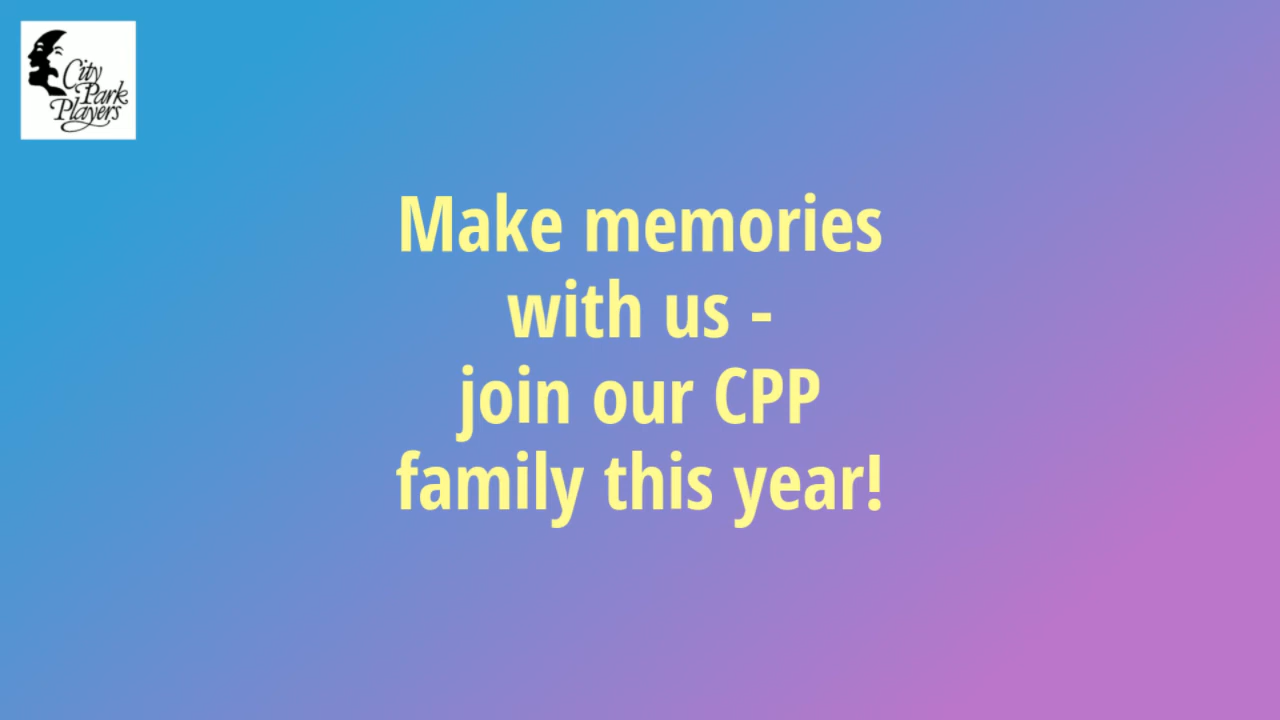 City
Park
Players
Make memories
with us -
join our CPP
family this year!